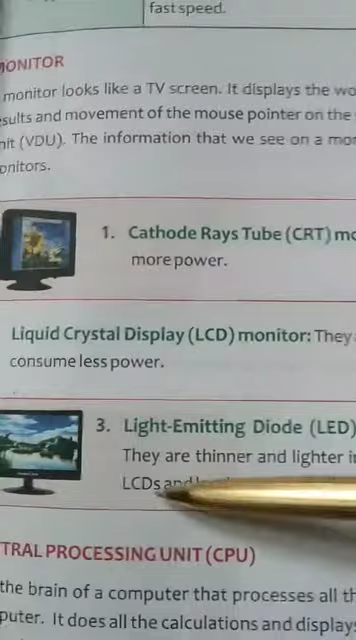 fast speed.
MONITOR
monitor looks like a TV screen. It displays the wo
sults and movement of the mouse pointer on the
nit (VDU). The information that we see on a mon
onitors.
1. Cathode Rays Tube (CRT) mo
more power.
Liquid Crystal Display (LCD) monitor: They
consume less power.
3. Light-Emitting Diode (LED)
They are thinner and lighter i
LCDs and
TRAL PROCESSING UNIT (CPU)
the brain of a computer that processes all th
puter. It does all the calculations and display